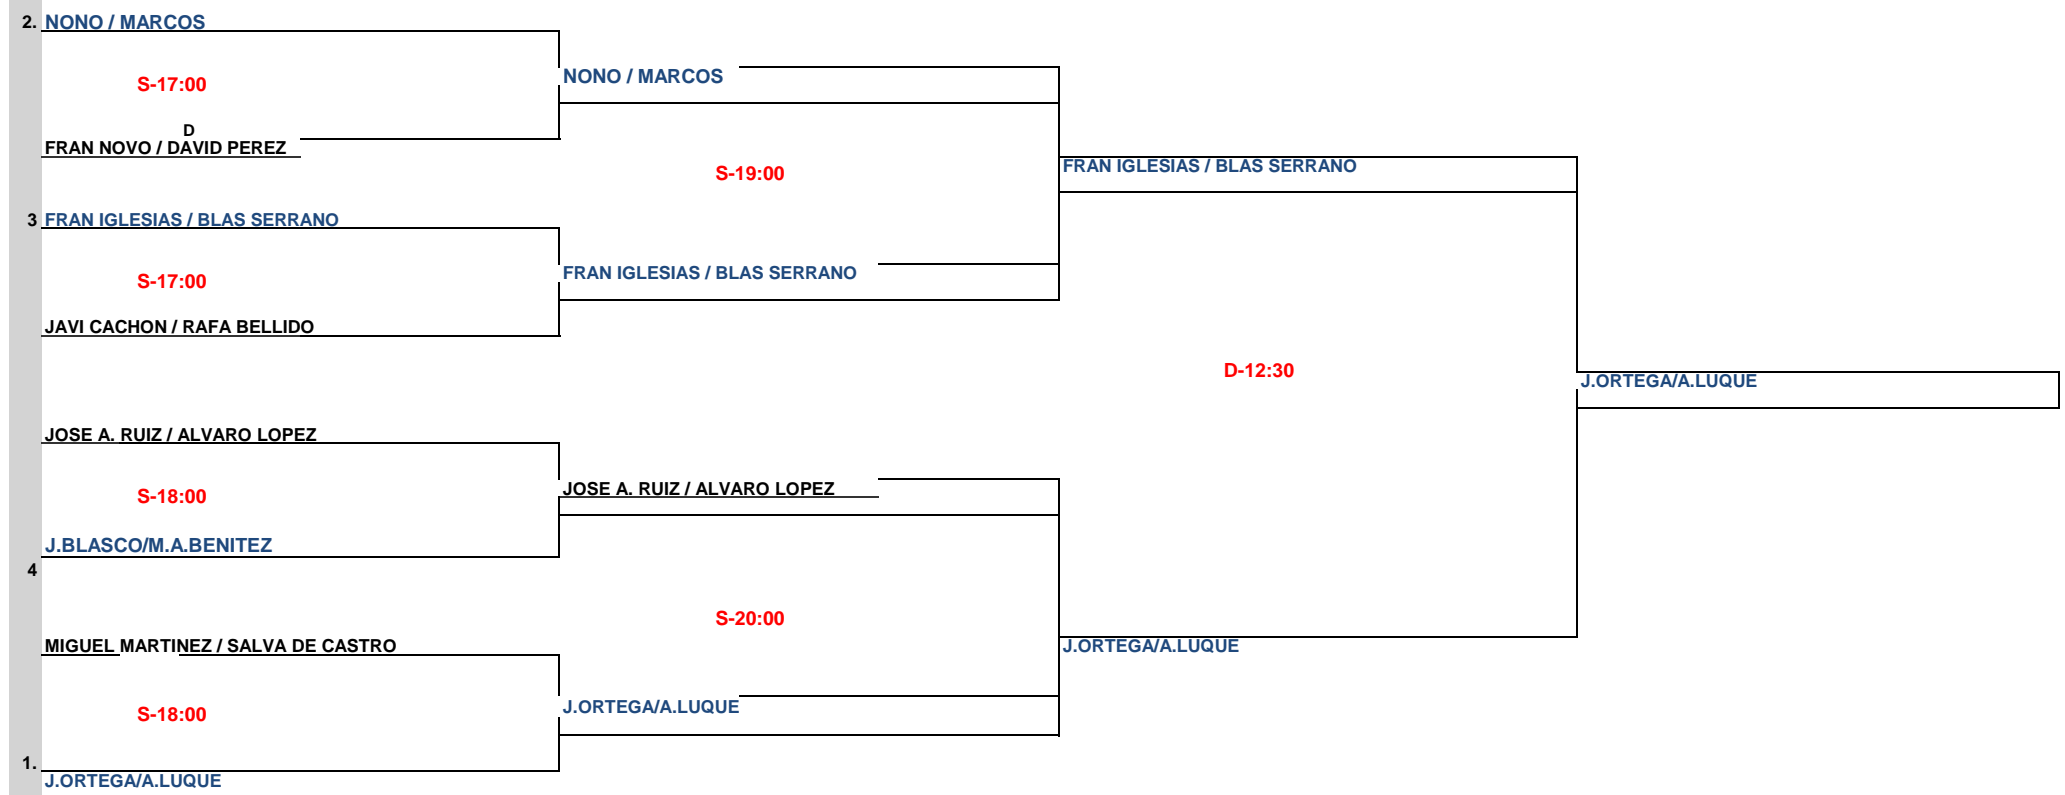 2. NONO / MARCOS
NONO / MARCOS
S-17:00
D
FRAN NOVO / DAVID PEREZ
S-19:00
FRAN IGLESIAS / BLAS SERRANO
3 FRAN IGLESIAS / BLAS SERRANO
FRAN IGLESIAS / BLAS SERRANO
S-17:00
JAVI CACHON / RAFA BELLIDO
D-12:30
J.ORTEGA/A.LUQUE
JOSE A. RUIZ / ALVARO LOPEZ
JOSE A. RUIZ / ALVARO LOPEZ
S-18:00
J.BLASCO/M.A.BENITEZ
4
S-20:00
MIGUEL MARTINEZ / SALVA DE CASTRO
J.ORTEGA/A.LUQUE
J.ORTEGA/A.LUQUE
S-18:00
1.
J.ORTEGA/A.LUQUE